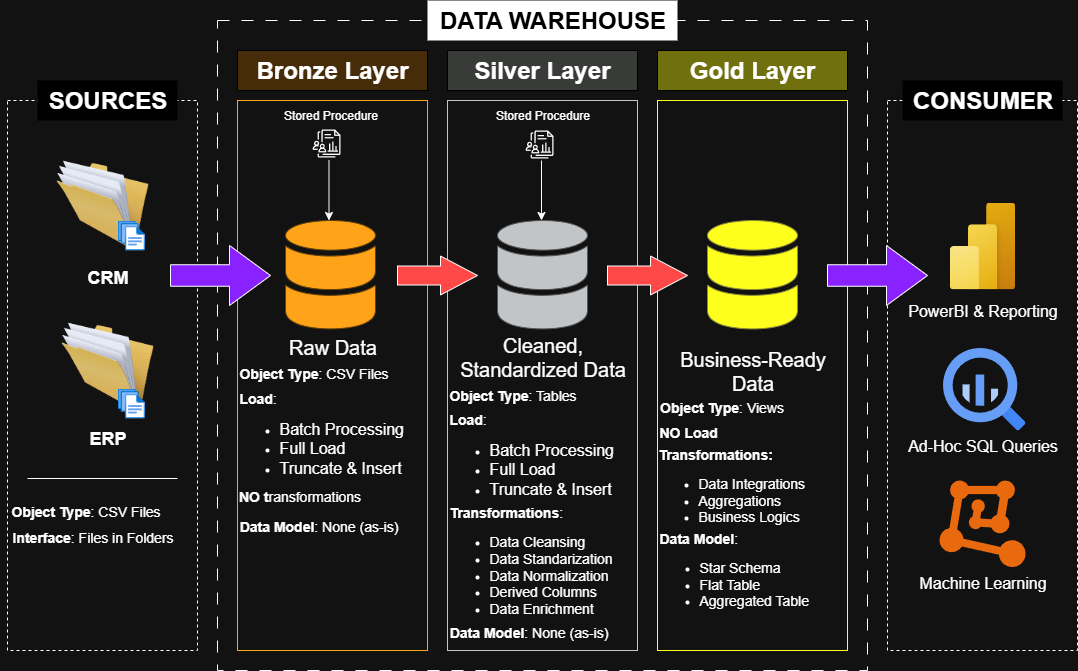 DATA WAREHOUSE
SOURCES
CRM
ERP
Object Type: CSV Files
Interface: Files in Folders
Bronze Layer
Stored Procedure
Raw Data
Object Type: CSV Files
Load:
• Batch Processing
• Full Load
• Truncate & Insert
NO transformations
Data Model: None (as-is)
Silver Layer
Stored Procedure
Cleaned,
Standardized Data
Object Type: Tables
Load:
• Batch Processing
• Full Load
• Truncate & Insert
Transformations:
• Data Cleansing
• Data Standarization
• Data Normalization
• Derived Columns
• Data Enrichment
Data Model: None (as-is)
Gold Layer
Business-Ready
Data
Object Type: Views
NO Load
Transformations:
• Data Integrations
• Aggregations
• Business Logics
Data Model:
• Star Schema
• Flat Table
• Aggregated Table
CONSUMER
PowerBI & Reporting
Ad-Hoc SQL Queries
Machine Learning